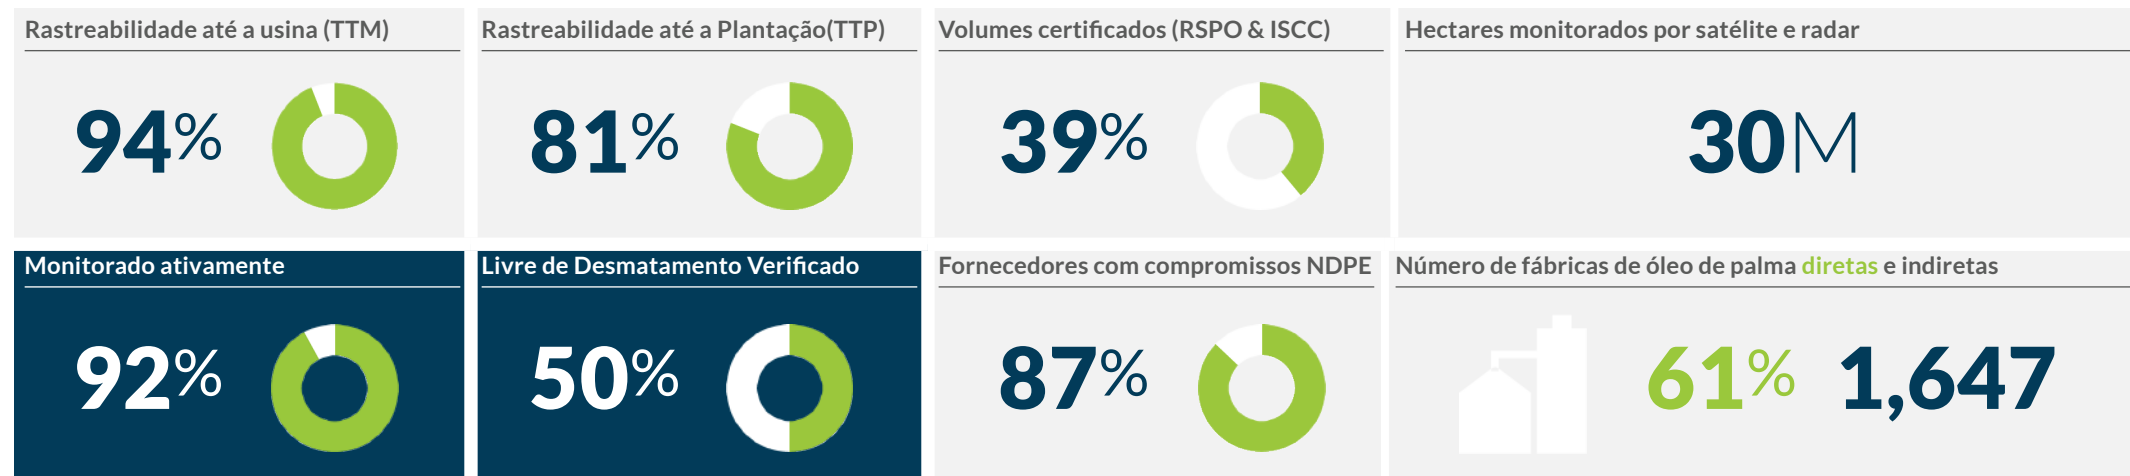 Rastreabilidade até a usina (TTM)
94%
Rastreabilidade até a Plantação(TTP)
81%
Volumes certificados (RSPO & ISCC)
39%
Hectares monitorados por satélite e radar
30M
Monitorado ativamente
92%
Livre de Desmatamento Verificado
50%
Fornecedores com compromissos NDPE
87%
Número de fábricas de óleo de palma diretas e indiretas
61% 1,647